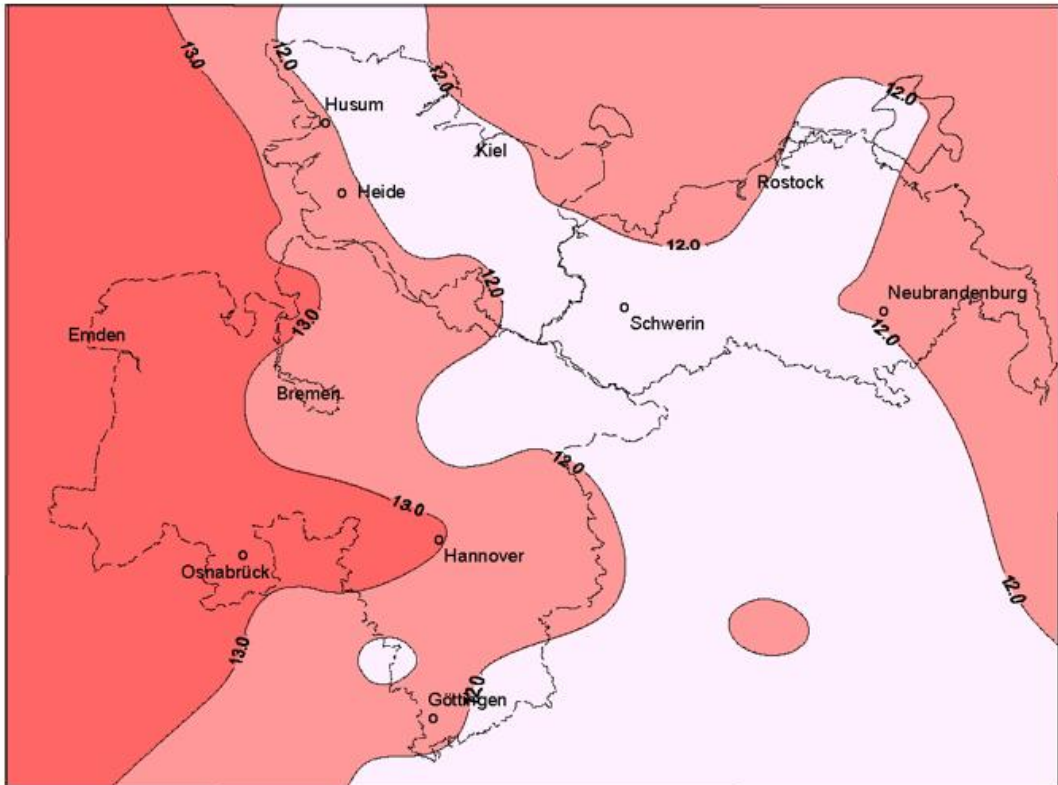 13.0
12.0
12.0
12.0
Husum
Kiel
Heide
Rostock
12.0
12.0
Neubrandenburg
Emden
13.0
Schwerin
12.0
Bremen
12.0
13.0
Hannover
Osnabrück
12.0
13.0
12.0
Göttingen